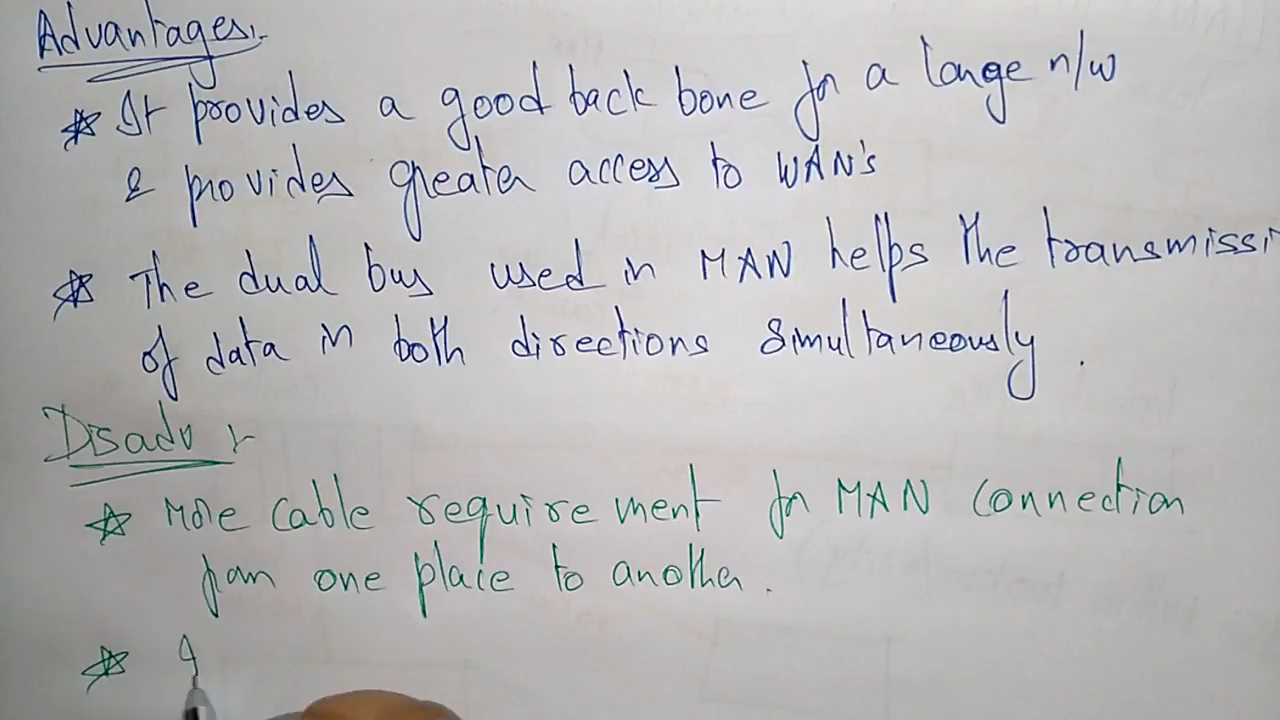 Advantages:-
* It provides a good back bone for a large n/w
& provides greater access to WAN's
* The dual bus used in MAN helps the transmissi
of data in both directions simultaneously.
Disadv :-
* More cable requirement for MAN connection
from one place to another.
*